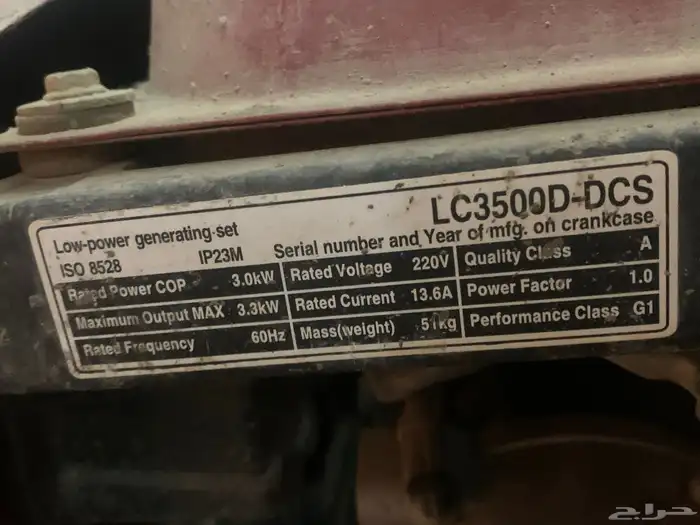 LC3500D-DCS
Low-power generating-set
ISO 8528 IP23M Serial number and Year of mfg. on crankcase
Rated Power COP 3.0kW Rated Voltage 220V Quality Class A
Maximum Output MAX 3.3kW Rated Current 13.6A Power Factor 1.0
Rated Frequency 60Hz Mass(weight) 51kg Performance Class G1
حراج